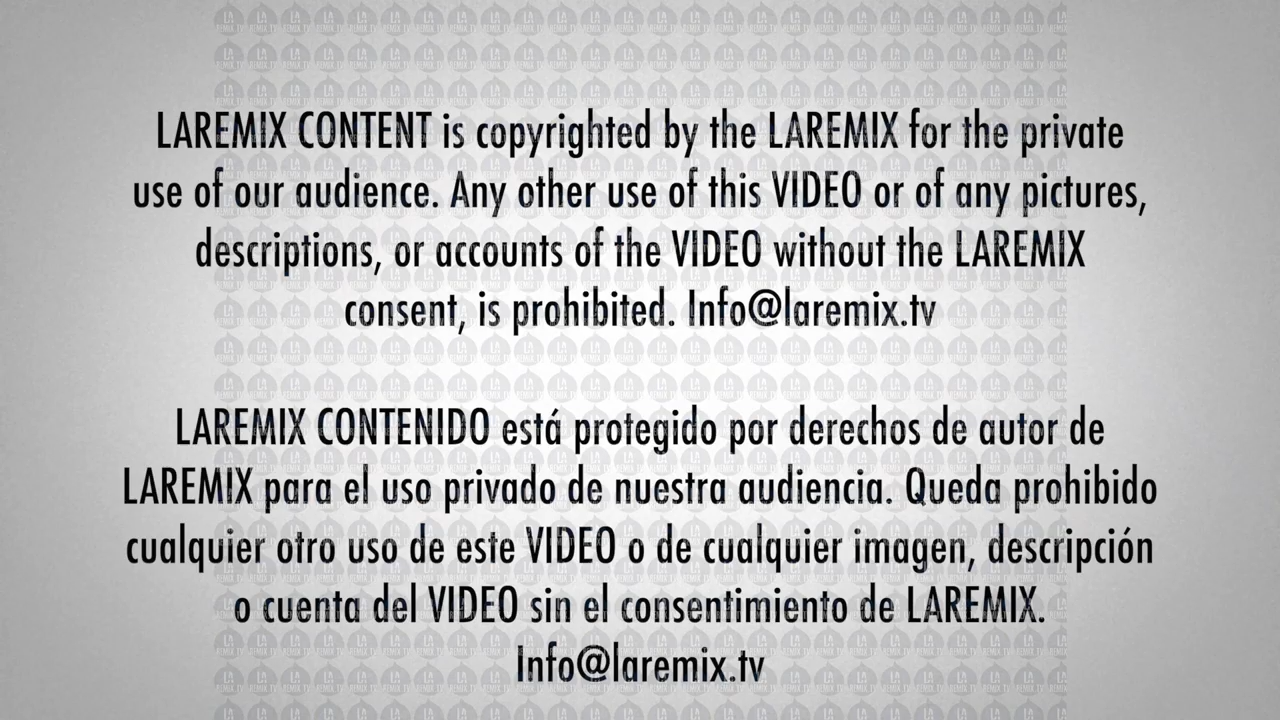 LAREMIX CONTENT is copyrighted by the LAREMIX for the private
use of our audience. Any other use of this VIDEO or of any pictures,
descriptions, or accounts of the VIDEO without the LAREMIX
consent, is prohibited. Info@laremix.tv
LAREMIX CONTENIDO está protegido por derechos de autor de
LAREMIX para el uso privado de nuestra audiencia. Queda prohibido
cualquier otro uso de este VIDEO o de cualquier imagen, descripción
o cuenta del VIDEO sin el consentimiento de LAREMIX.
Info@laremix.tv